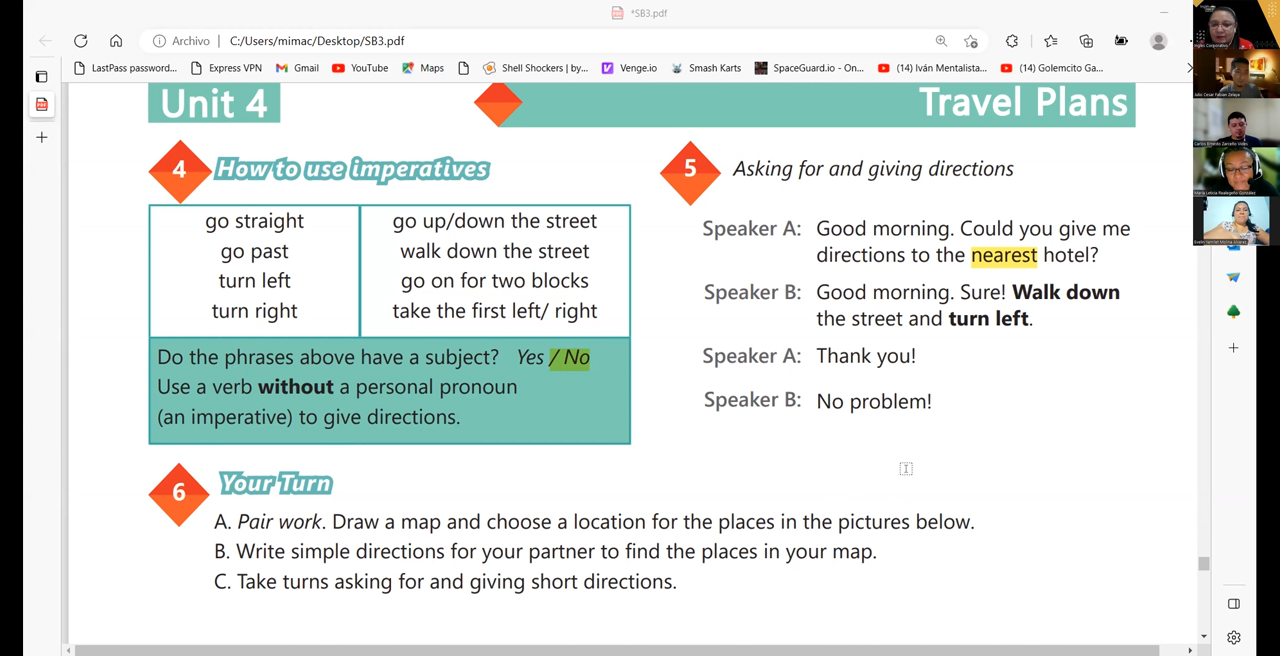 *SB3.pdf
Archivo
C:/Users/mimac/Desktop/SB3.pdf
LastPass password...
Express VPN
Gmail
YouTube
Maps
Shell Shockers | by...
Venge.io
Smash Karts
SpaceGuard.io - On...
(14) Iván Mentalista...
(14) Golemcito Ga...
Unit 4
Travel Plans
4
How to use imperatives
go straight
go past
turn left
turn right
go up/down the street
walk down the street
go on for two blocks
take the first left/ right
Do the phrases above have a subject? Yes / No
Use a verb without a personal pronoun
(an imperative) to give directions.
5
Asking for and giving directions
Speaker A: Good morning. Could you give me
directions to the nearest hotel?
Speaker B: Good morning. Sure! Walk down
the street and turn left.
Speaker A: Thank you!
Speaker B: No problem!
6
Your Turn
A. Pair work. Draw a map and choose a location for the places in the pictures below.
B. Write simple directions for your partner to find the places in your map.
C. Take turns asking for and giving short directions.
Ingles Corporativo